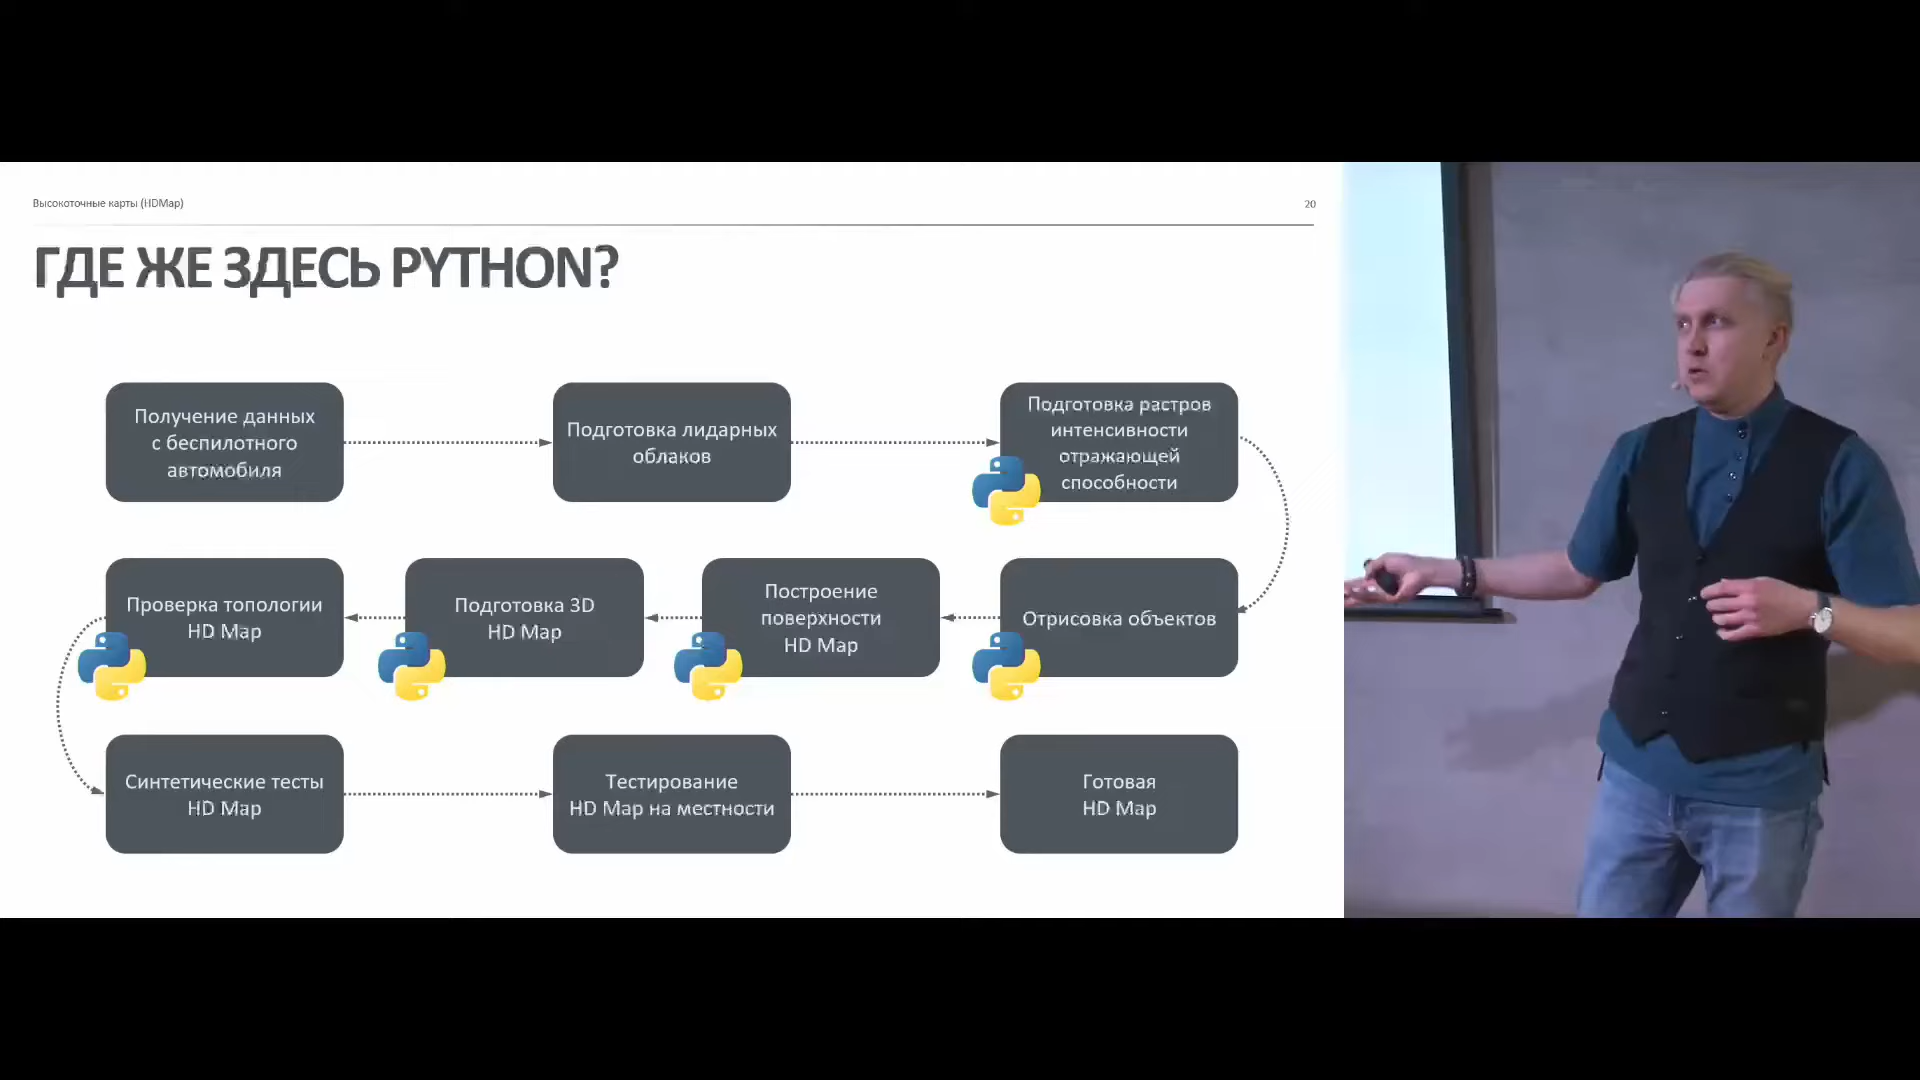 Высокоточные карты (HDMap)
20
ГДЕ ЖЕ ЗДЕСЬ PYTHON?
Получение данных
с беспилотного
автомобиля
Подготовка лидарных
облаков
Подготовка растров
интенсивности
отражающей
способности
Отрисовка объектов
Построение
поверхности
HD Map
Подготовка 3D
HD Map
Проверка топологии
HD Map
Синтетические тесты
HD Map
Тестирование
HD Map на местности
Готовая
HD Map